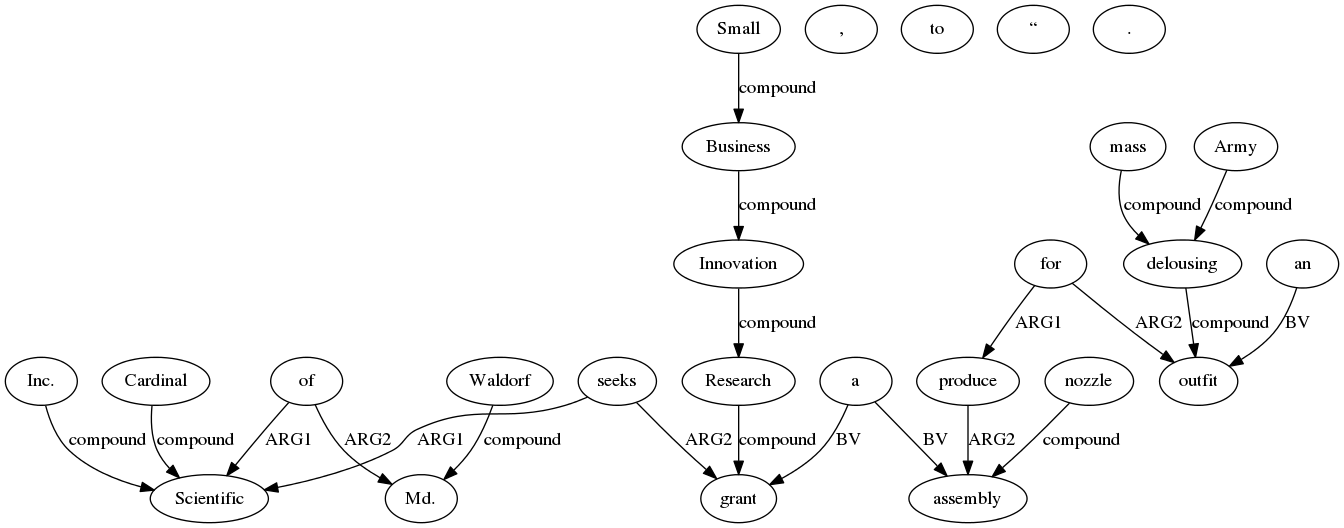 Small , to “ .
compound
Business mass Army
compound compound compound
Innovation for delousing an
compound ARG1 ARG2 compound BV
Inc. Cardinal of Waldorf seeks Research a produce nozzle outfit
compound compound ARG1 ARG2 ARG1 compound ARG2 compound BV BV ARG2 compound
Scientific Md. grant assembly